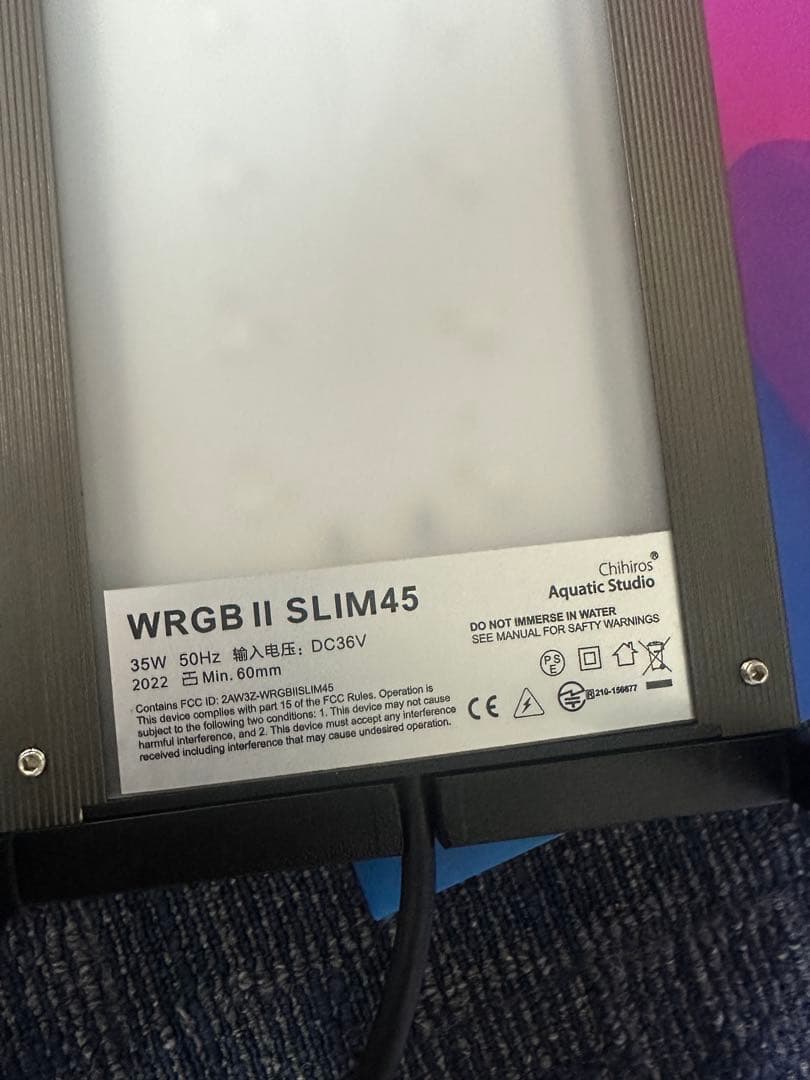 Chihiros®
Aquatic Studio
WRGB II SLIM45
35W 50Hz 输入电压：DC36V
2022 Min. 60mm
DO NOT IMMERSE IN WATER
SEE MANUAL FOR SAFTY WARNINGS
PS
E
Contains FCC ID: 2AW3Z-WRGBIISLIM45
This device complies with part 15 of the FCC Rules. Operation is
subject to the following two conditions: 1. This device may not cause
harmful interference, and 2. This device must accept any interference
received including interference that may cause undesired operation.
CE
R 210-156677